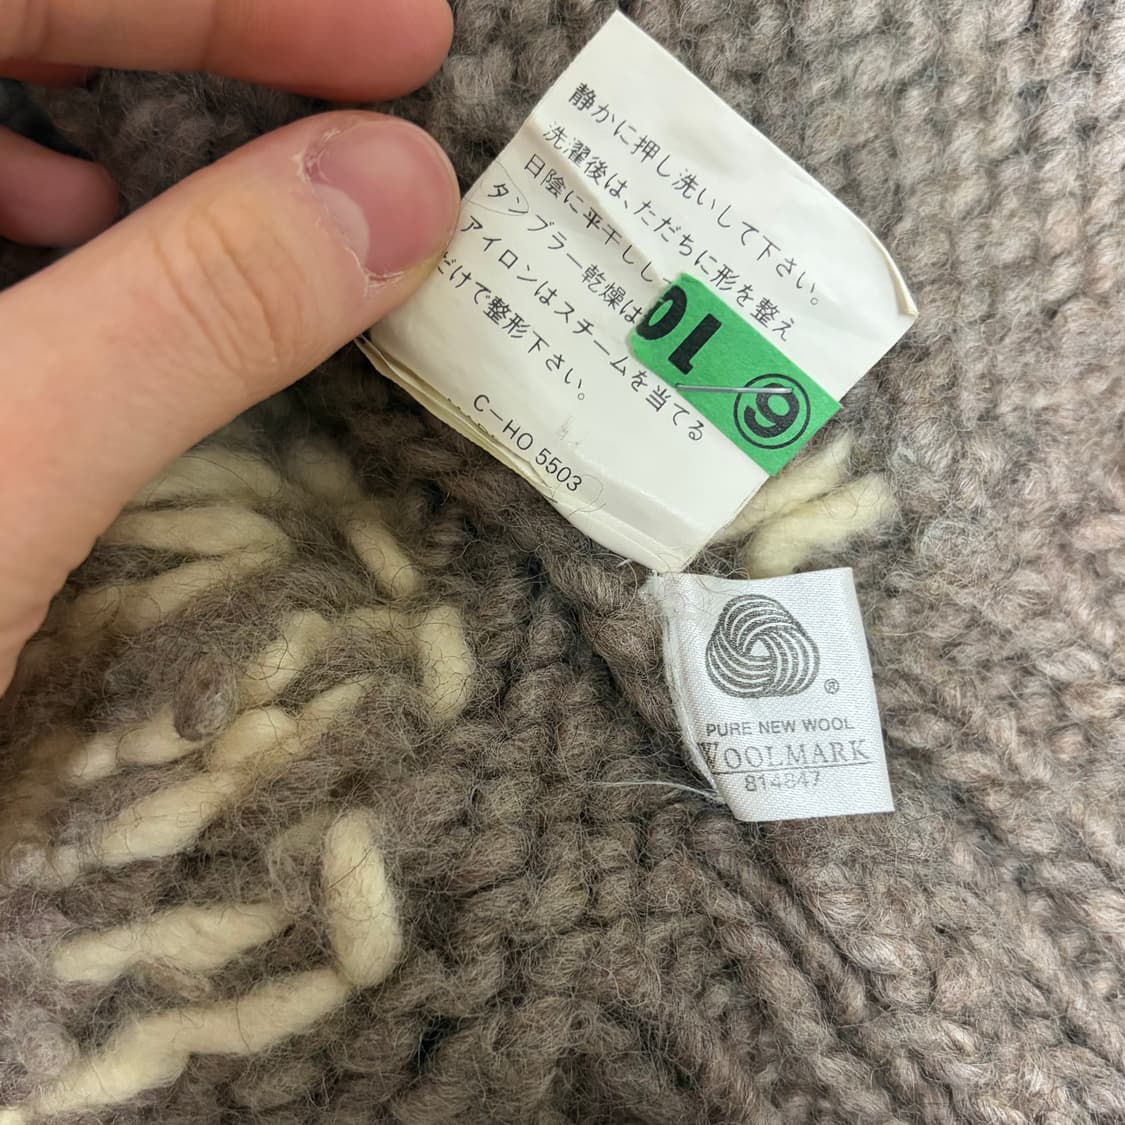 静かに押し洗いして下さい。
洗濯後は、ただちに形を整え
日陰に平干しし
タンブラー乾燥は
アイロンはスチームを当てる
だけで整形下さい。
C-HO 5503
10
⑨
®
PURE NEW WOOL
WOOLMARK
814847